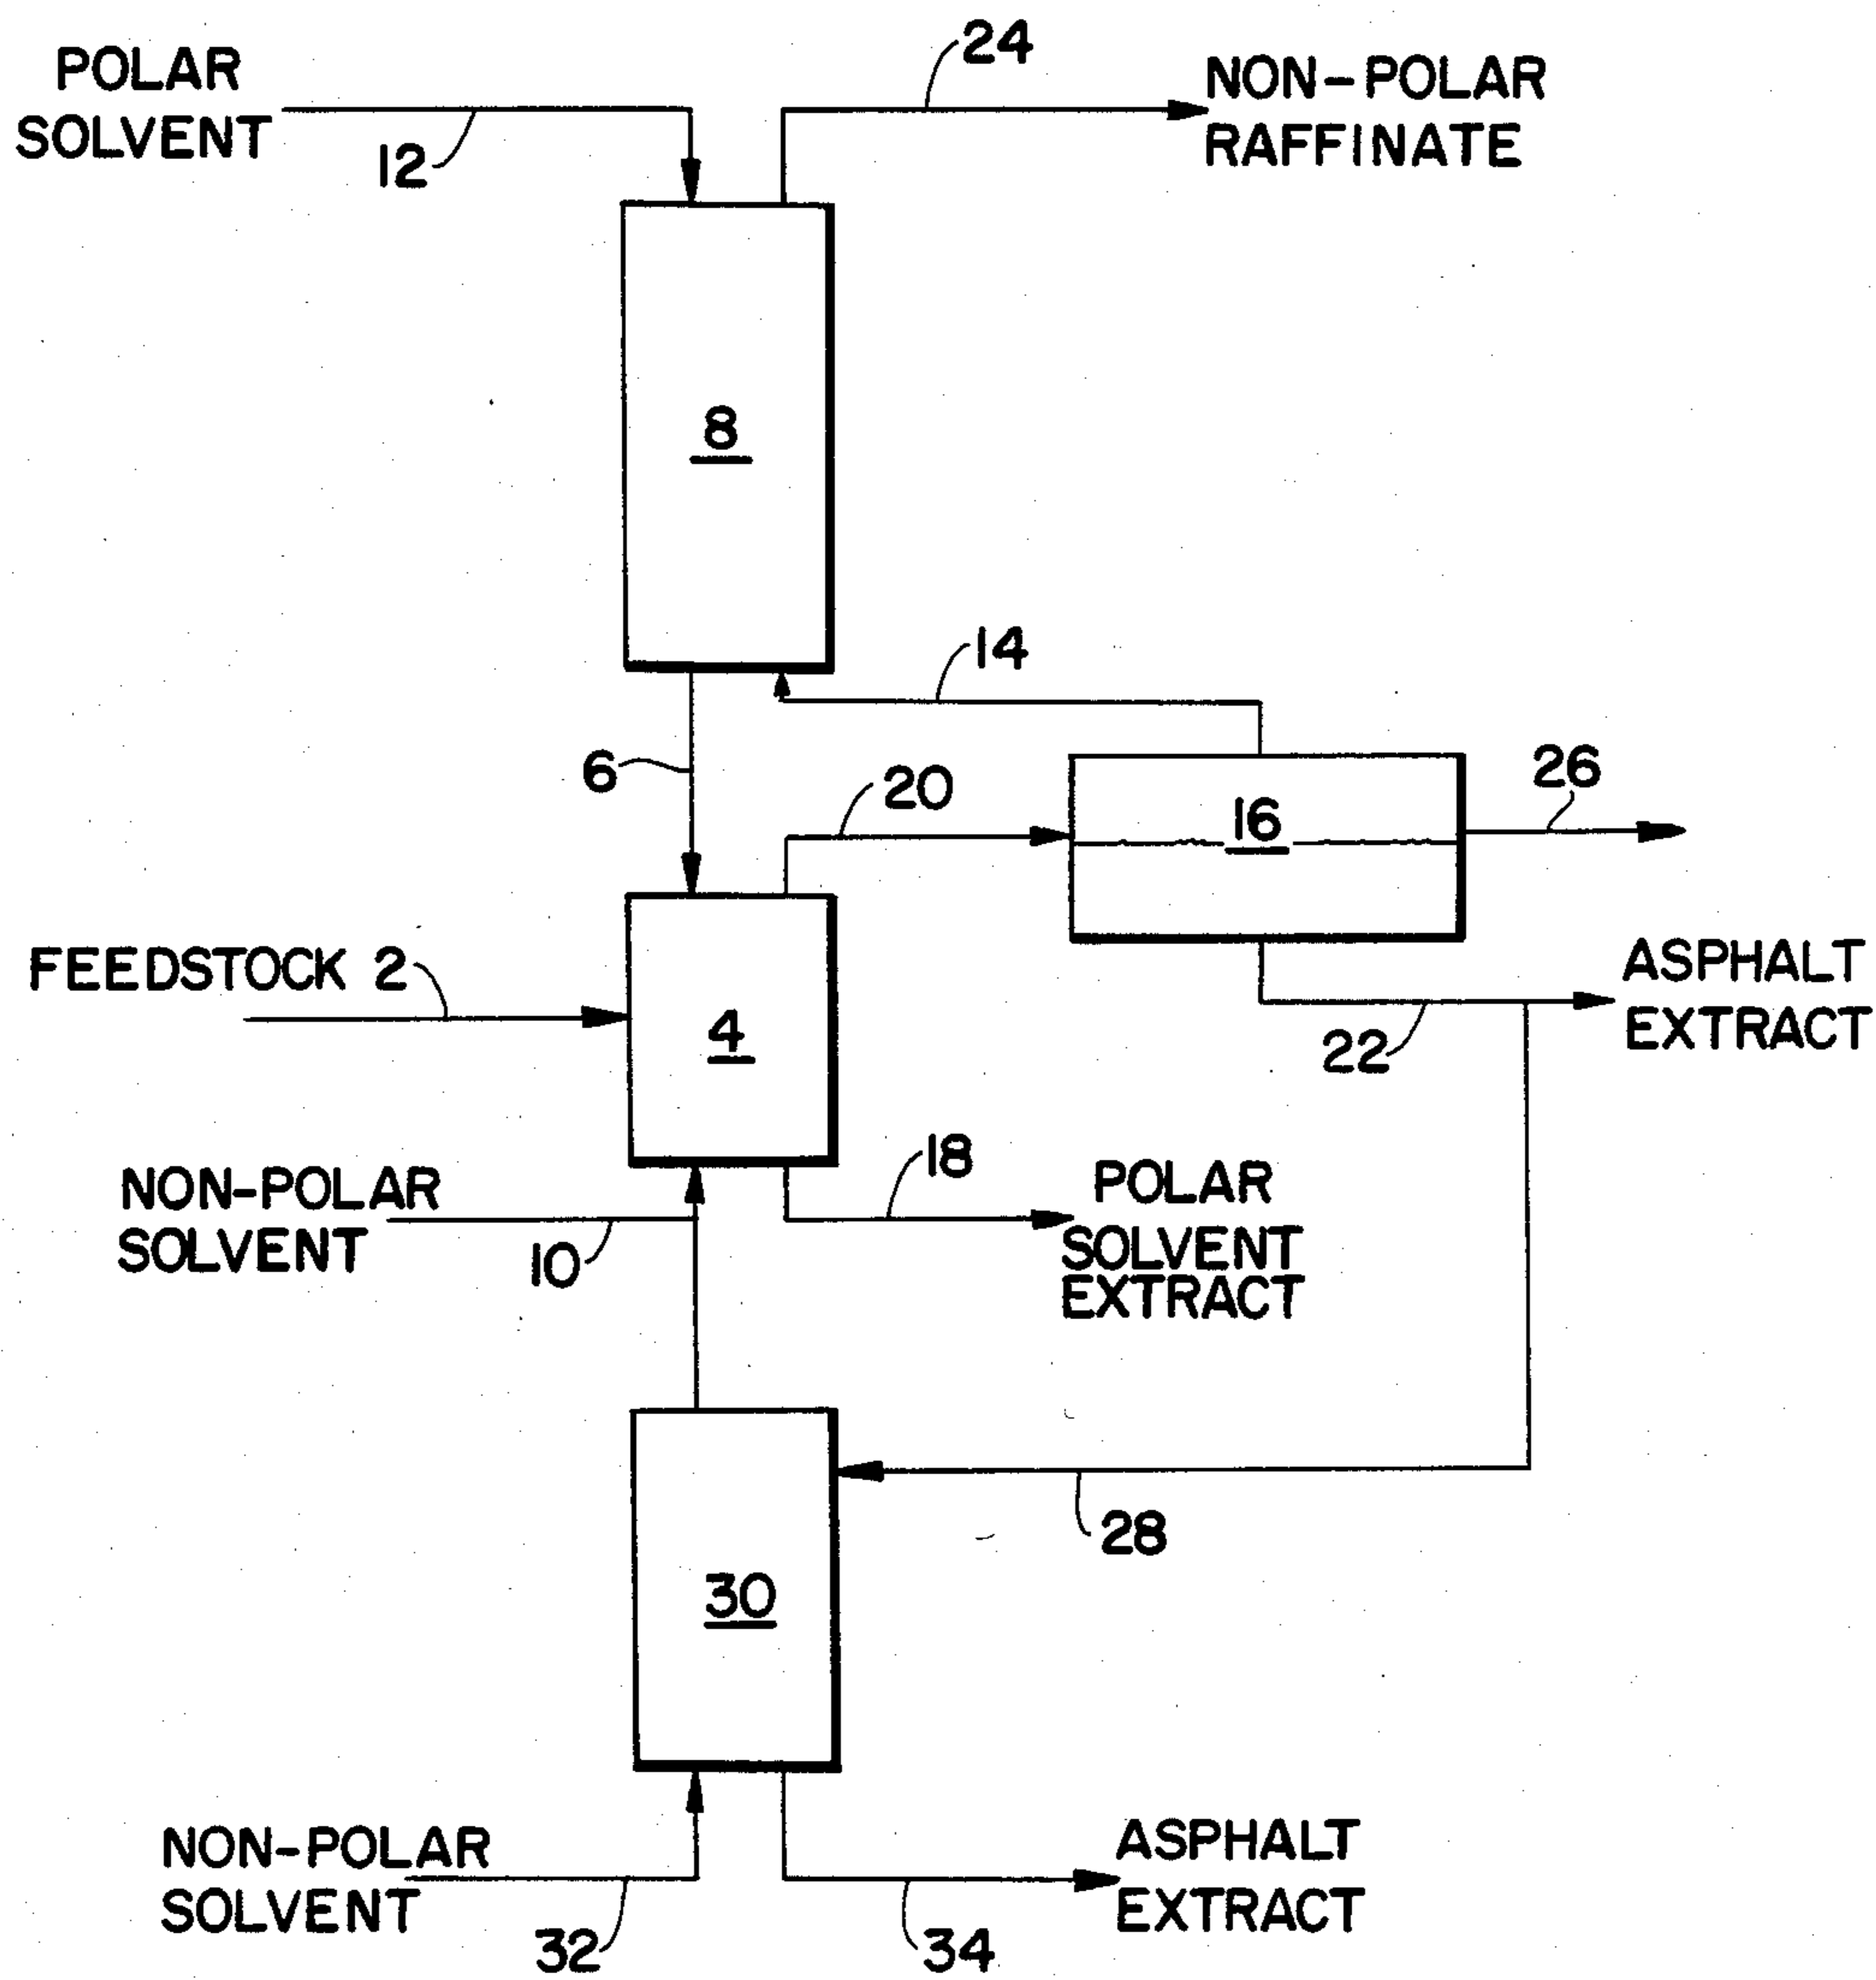 POLAR
SOLVENT
12
24
NON-POLAR
RAFFINATE
8
14
6
20
16
26
FEEDSTOCK 2
4
ASPHALT
EXTRACT
22
NON-POLAR
SOLVENT
10
18
POLAR
SOLVENT
EXTRACT
28
30
NON-POLAR
SOLVENT
32
34
ASPHALT
EXTRACT